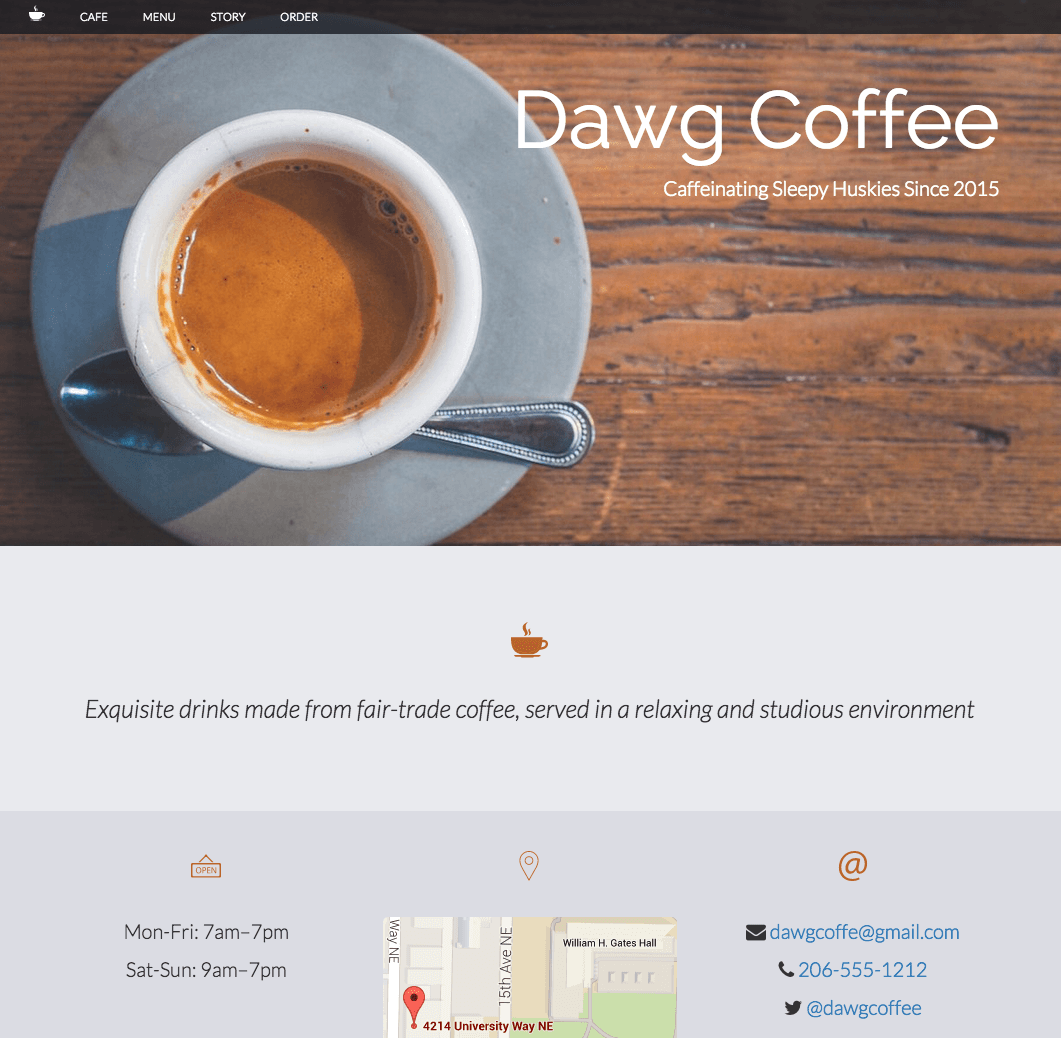 CAFE MENU STORY ORDER
Dawg Coffee
Caffeinating Sleepy Huskies Since 2015
Exquisite drinks made from fair-trade coffee, served in a relaxing and studious environment
OPEN
@
Mon-Fri: 7am–7pm
Sat-Sun: 9am–7pm
Way NE
15th Ave NE
William H. Gates Hall
4214 University Way NE
dawgcoffe@gmail.com
206-555-1212
@dawgcoffee